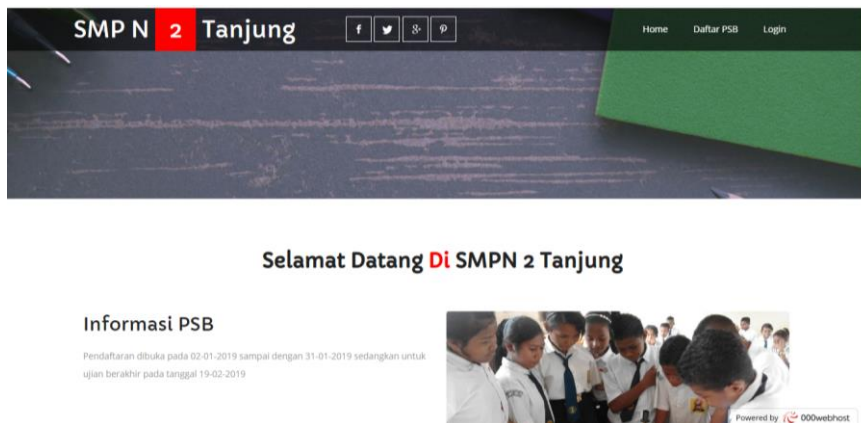 SMP N 2 Tanjung
Home Daftar PSB Login
Selamat Datang Di SMPN 2 Tanjung
Informasi PSB
Pendaftaran dibuka pada 02-01-2019 sampai dengan 31-01-2019 sedangkan untuk
ujian berakhir pada tanggal 19-02-2019
Powered by 000webhost